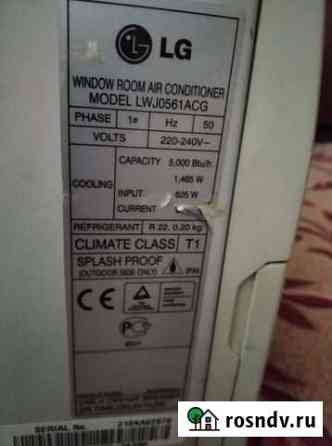 LG
WINDOW ROOM AIR CONDITIONER
MODEL LWJ0561ACG
PHASE 1ø Hz 50
VOLTS 220-240V~
COOLING
CAPACITY 5,000 Btu/h
1,465 W
INPUT
CURRENT
REFRIGERANT R 22, 0.20 kg
CLIMATE CLASS T1
SPLASH PROOF
(OUTDOOR SIDE ONLY) IPX4
CE
SERIAL No.
rosndv.ru